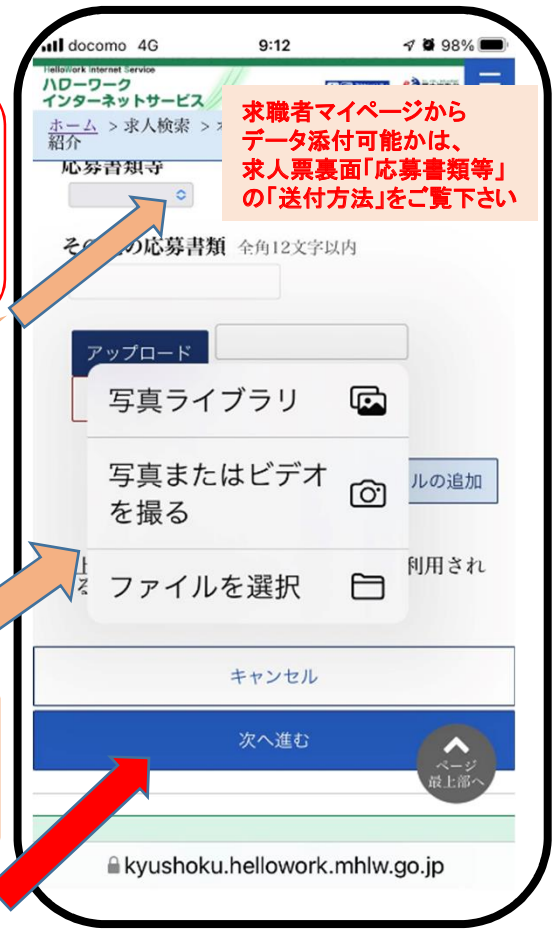 docomo 4G 9:12 98%
HelloWork Internet Service
ハローワーク
インターネットサービス
求職者マイページから
データ添付可能かは、
求人票裏面「応募書類等」
の「送付方法」をご覧下さい
ホーム > 求人検索 >
紹介
応募書類等
の応募書類 全角12文字以内
アップロード
写真ライブラリ
写真またはビデオ
を撮る
ルの追加
利用され
る
ファイルを選択
キャンセル
次へ進む
ページ
最上部へ
kyushoku.hellowork.mhlw.go.jp